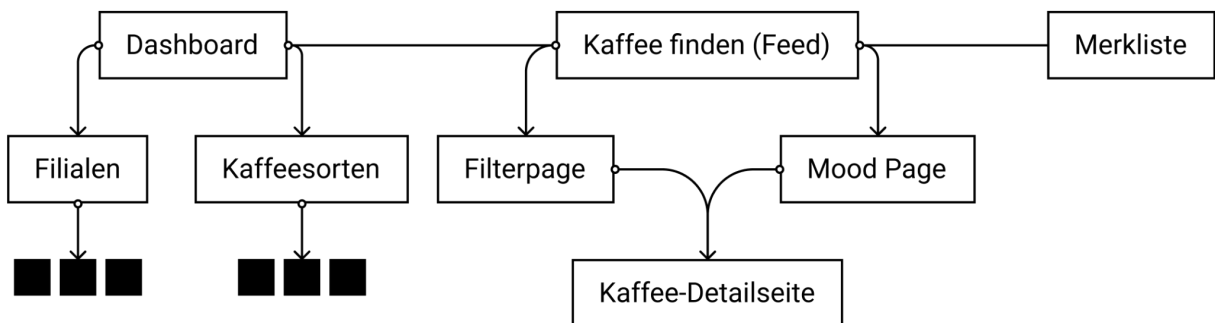 Dashboard
Kaffee finden (Feed)
Merkliste
Filialen
Kaffeesorten
Filterpage
Mood Page
Kaffee-Detailseite